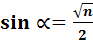 sin ∝= √n/2